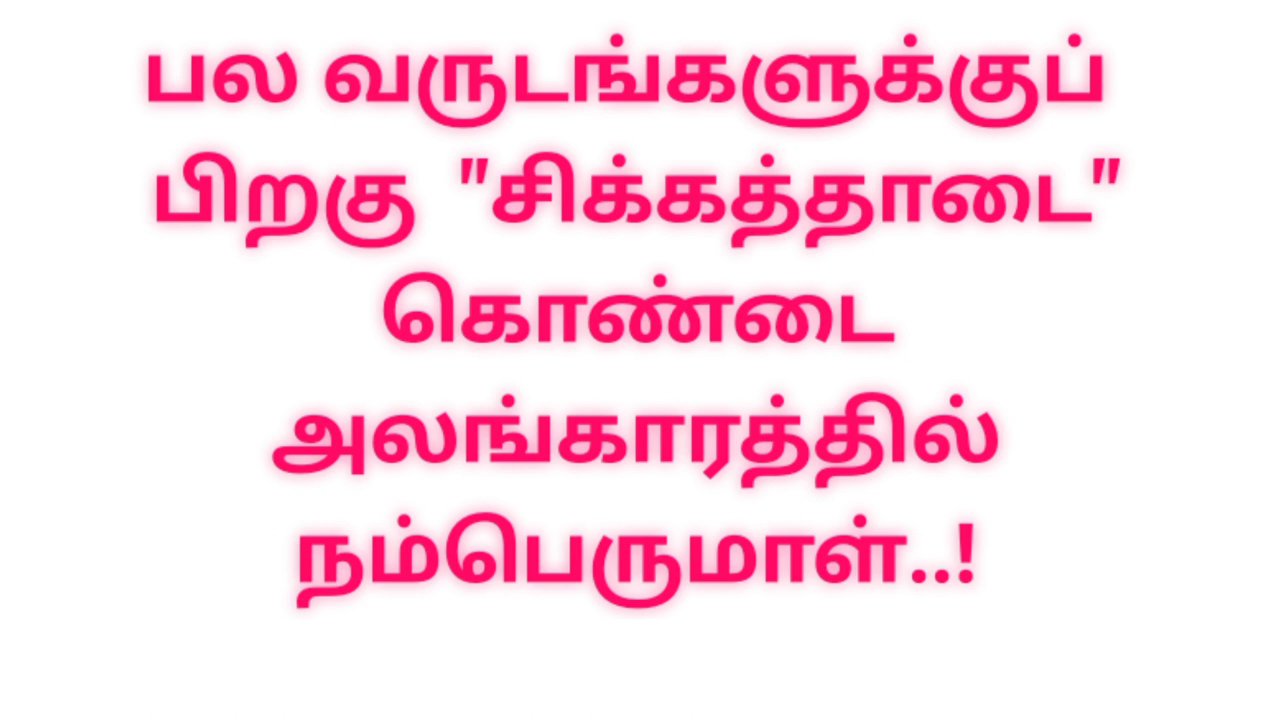 பல வருடங்களுக்குப்
பிறகு "சிக்கத்தாடை"
கொண்டை
அலங்காரத்தில்
நம்பெருமாள்..!